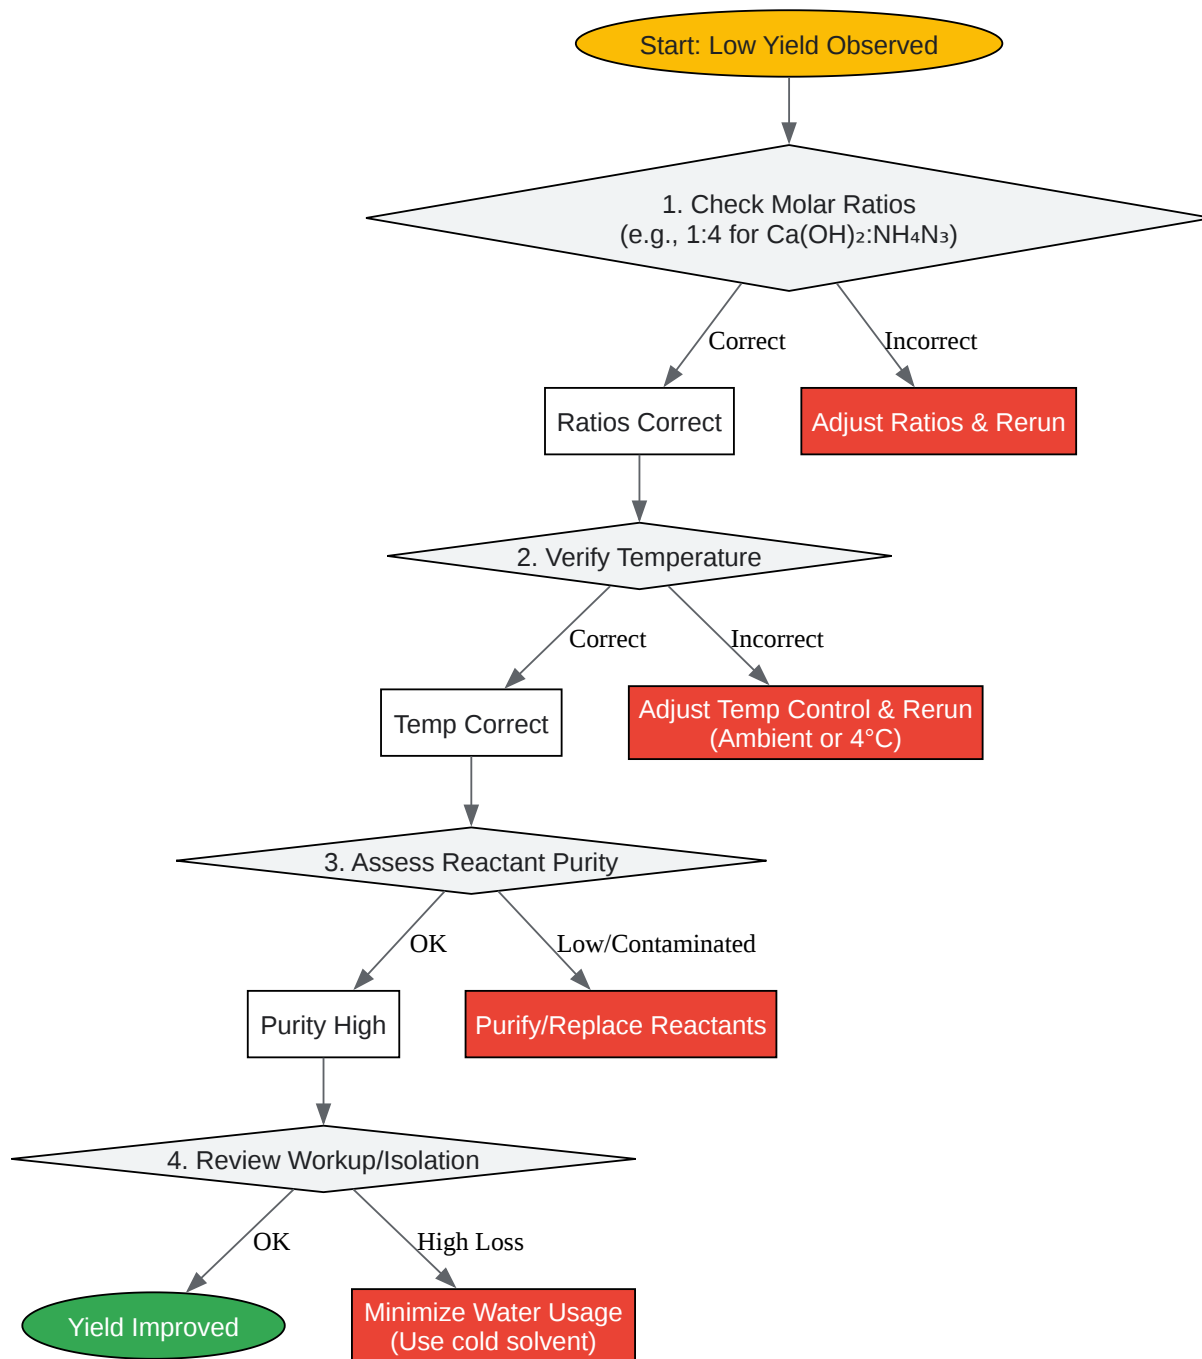 Start: Low Yield Observed
1. Check Molar Ratios
(e.g., 1:4 for Ca(OH)₂:NH₄N₃)
Correct
Incorrect
Ratios Correct
Adjust Ratios & Rerun
2. Verify Temperature
Correct
Incorrect
Temp Correct
Adjust Temp Control & Rerun
(Ambient or 4°C)
3. Assess Reactant Purity
OK
Low/Contaminated
Purity High
Purify/Replace Reactants
4. Review Workup/Isolation
OK
High Loss
Yield Improved
Minimize Water Usage
(Use cold solvent)